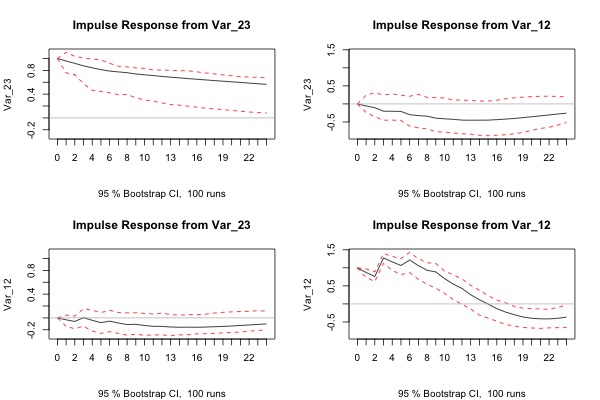 Impulse Response from Var_23
Var_23
0.8
0.4
-0.2
0 2 4 6 8 10 13 16 19 22
95 % Bootstrap CI, 100 runs
Impulse Response from Var_12
Var_23
1.5
0.5
-0.5
0 2 4 6 8 10 13 16 19 22
95 % Bootstrap CI, 100 runs
Impulse Response from Var_23
Var_12
0.8
0.4
-0.2
0 2 4 6 8 10 13 16 19 22
95 % Bootstrap CI, 100 runs
Impulse Response from Var_12
Var_12
1.5
0.5
-0.5
0 2 4 6 8 10 13 16 19 22
95 % Bootstrap CI, 100 runs